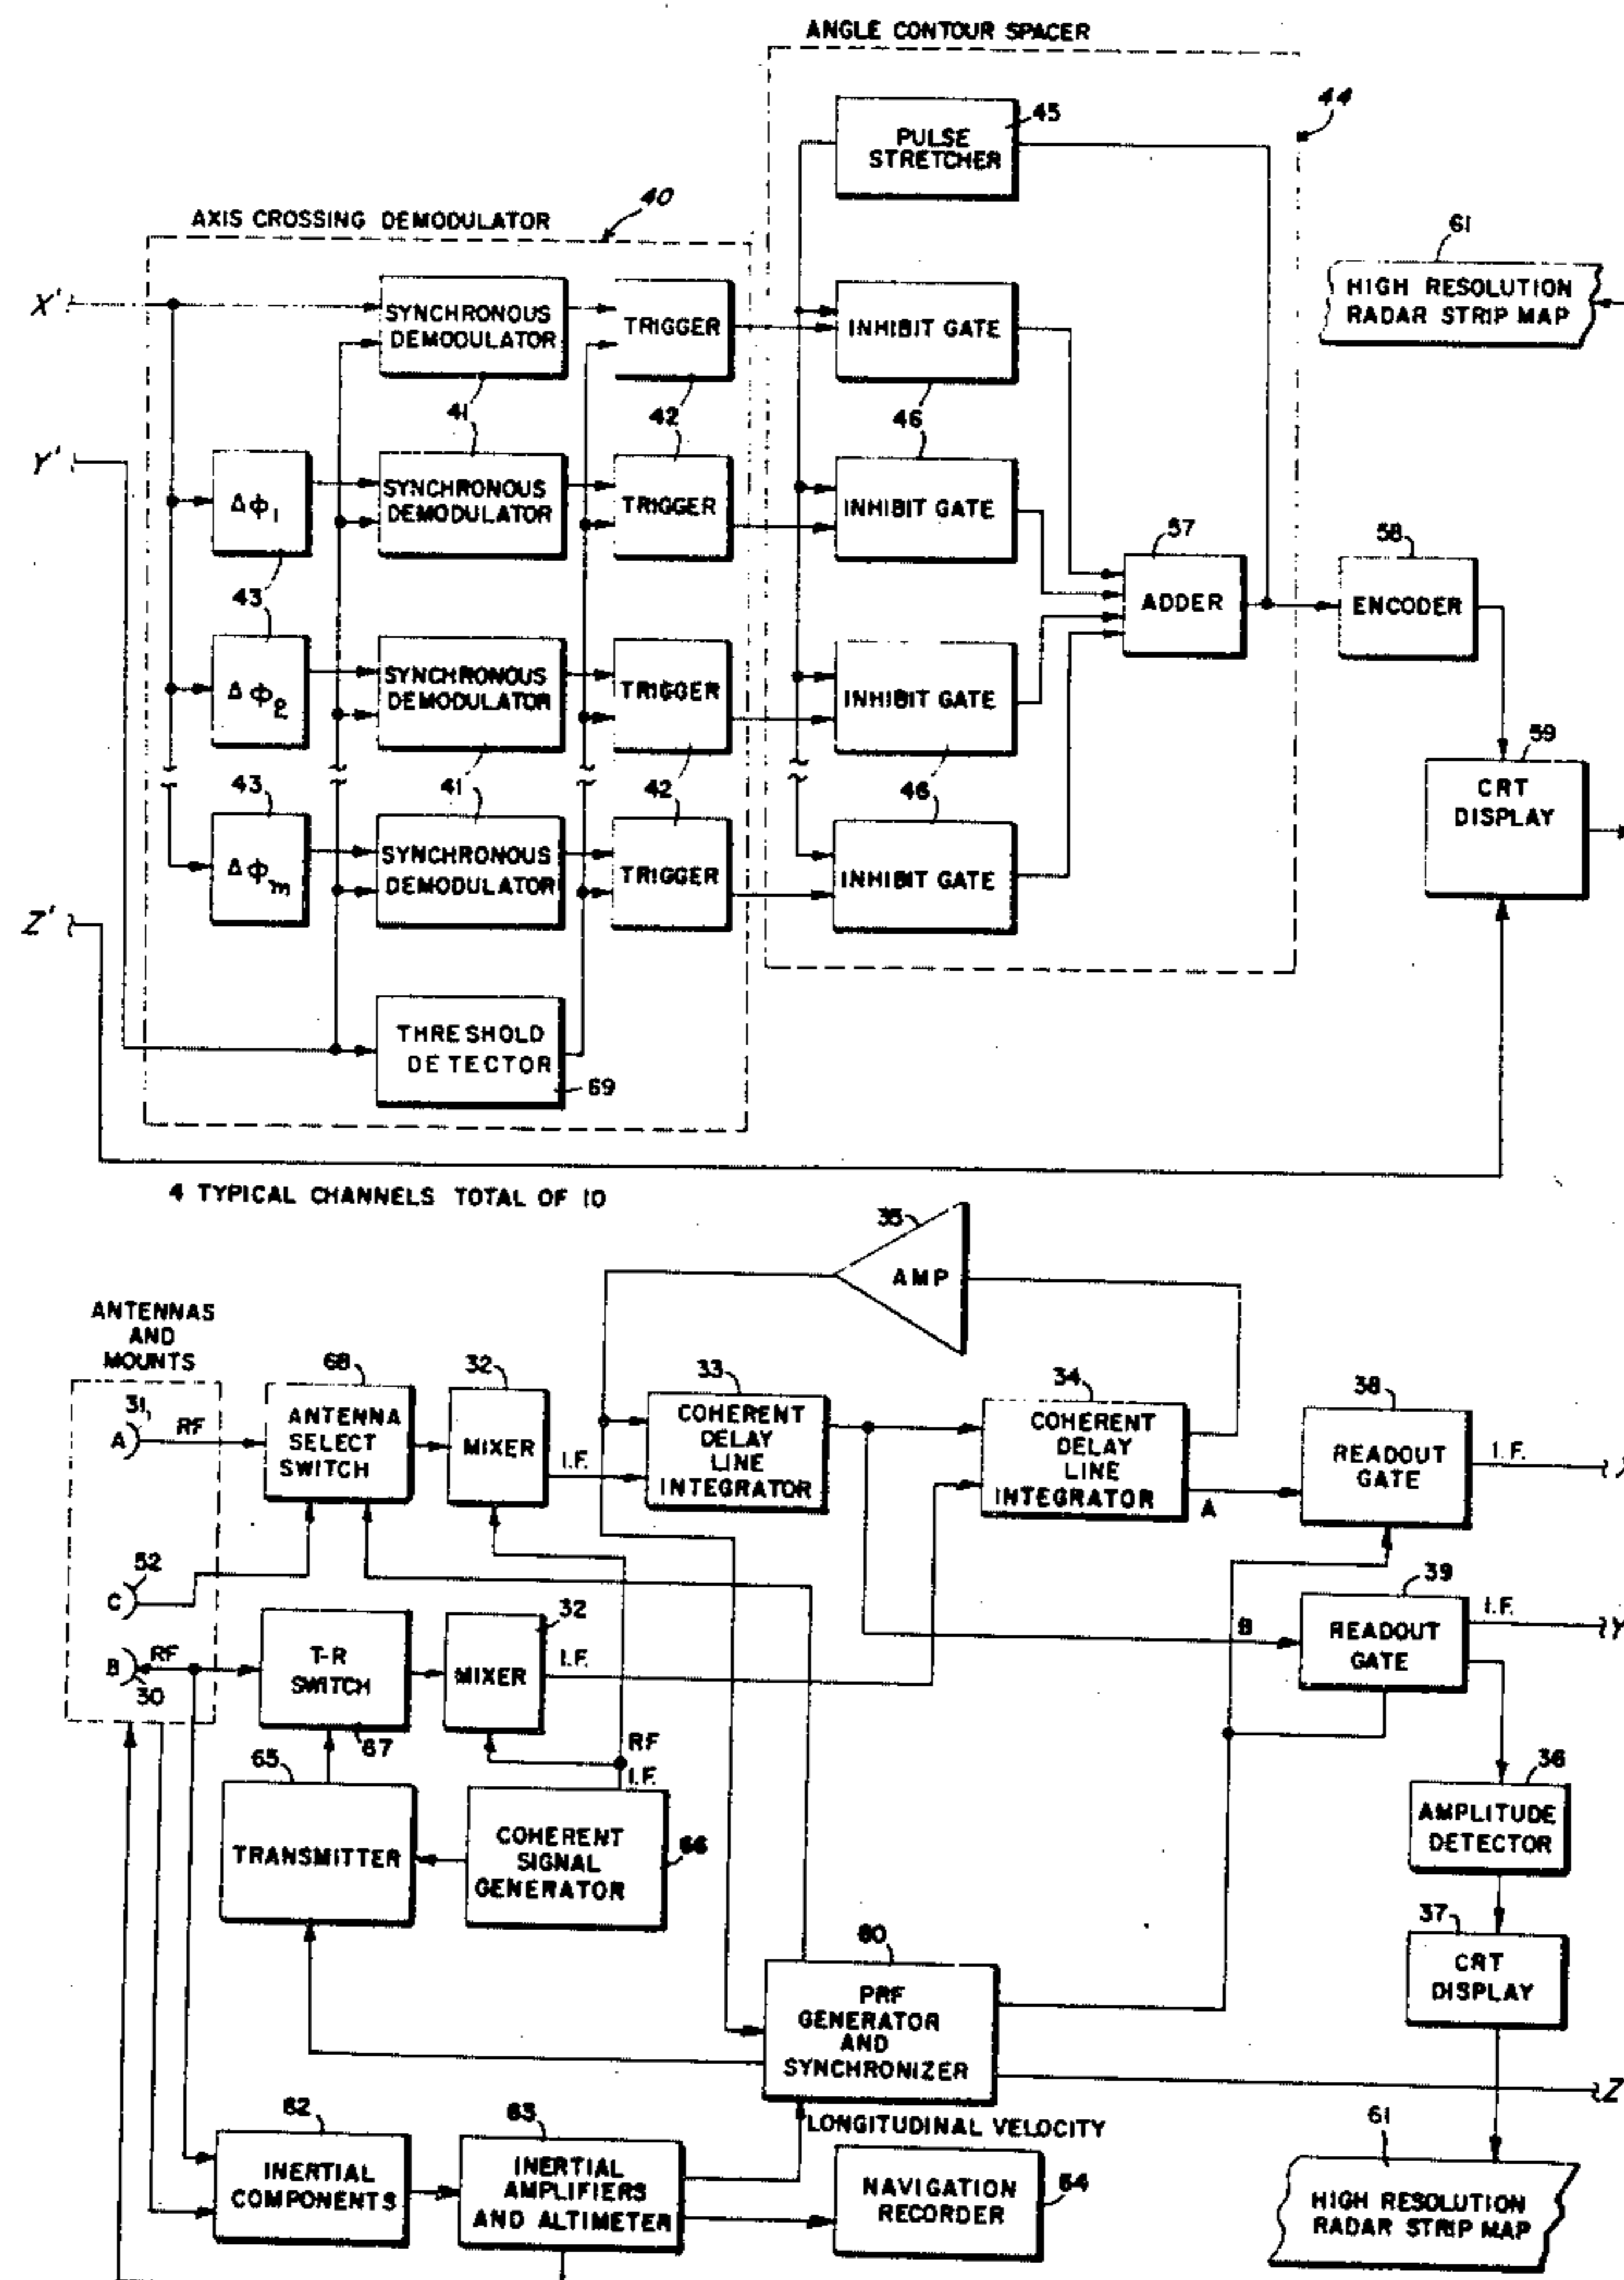 ANGLE CONTOUR SPACER
44
PULSE
STRETCHER
45
AXIS CROSSING DEMODULATOR
40
61
HIGH RESOLUTION
RADAR STRIP MAP
X'
SYNCHRONOUS
DEMODULATOR
TRIGGER
INHIBIT GATE
41
42
46
Y'
Δφ1
SYNCHRONOUS
DEMODULATOR
TRIGGER
INHIBIT GATE
57
ADDER
58
ENCODER
43
Δφ2
SYNCHRONOUS
DEMODULATOR
TRIGGER
INHIBIT GATE
59
CRT
DISPLAY
43
41
42
46
Δφm
SYNCHRONOUS
DEMODULATOR
TRIGGER
INHIBIT GATE
Z'
THRESHOLD
DETECTOR
69
4 TYPICAL CHANNELS TOTAL OF 10
35
AMP
ANTENNAS
AND
MOUNTS
31
A
RF
68
ANTENNA
SELECT
SWITCH
32
MIXER
I.F.
33
COHERENT
DELAY
LINE
INTEGRATOR
34
COHERENT
DELAY
LINE
INTEGRATOR
A
38
READOUT
GATE
I.F.
52
C
B
RF
30
T-R
SWITCH
67
32
MIXER
I.F.
B
39
READOUT
GATE
I.F.
Y
RF
I.F.
65
TRANSMITTER
COHERENT
SIGNAL
GENERATOR
66
36
AMPLITUDE
DETECTOR
37
CRT
DISPLAY
60
PRF
GENERATOR
AND
SYNCHRONIZER
Z
LONGITUDINAL VELOCITY
62
INERTIAL
COMPONENTS
63
INERTIAL
AMPLIFIERS
AND ALTIMETER
NAVIGATION
RECORDER
64
61
HIGH RESOLUTION
RADAR STRIP MAP